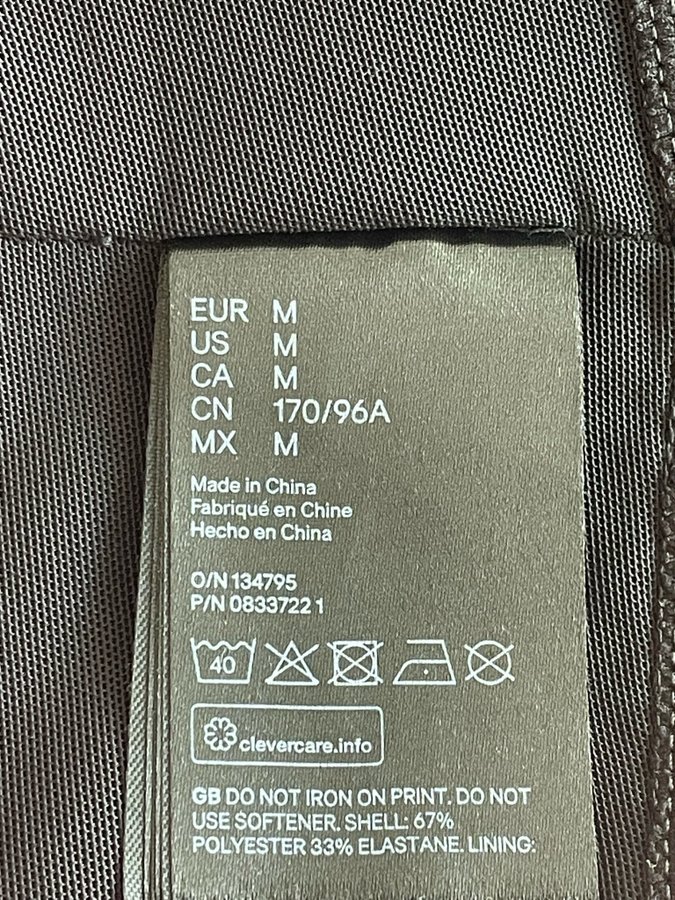 EUR M
US M
CA M
CN 170/96A
MX M
Made in China
Fabriqué en Chine
Hecho en China
O/N 134795
P/N 0833722 1
40
clevercare.info
GB DO NOT IRON ON PRINT. DO NOT
USE SOFTENER. SHELL: 67%
POLYESTER 33% ELASTANE. LINING: